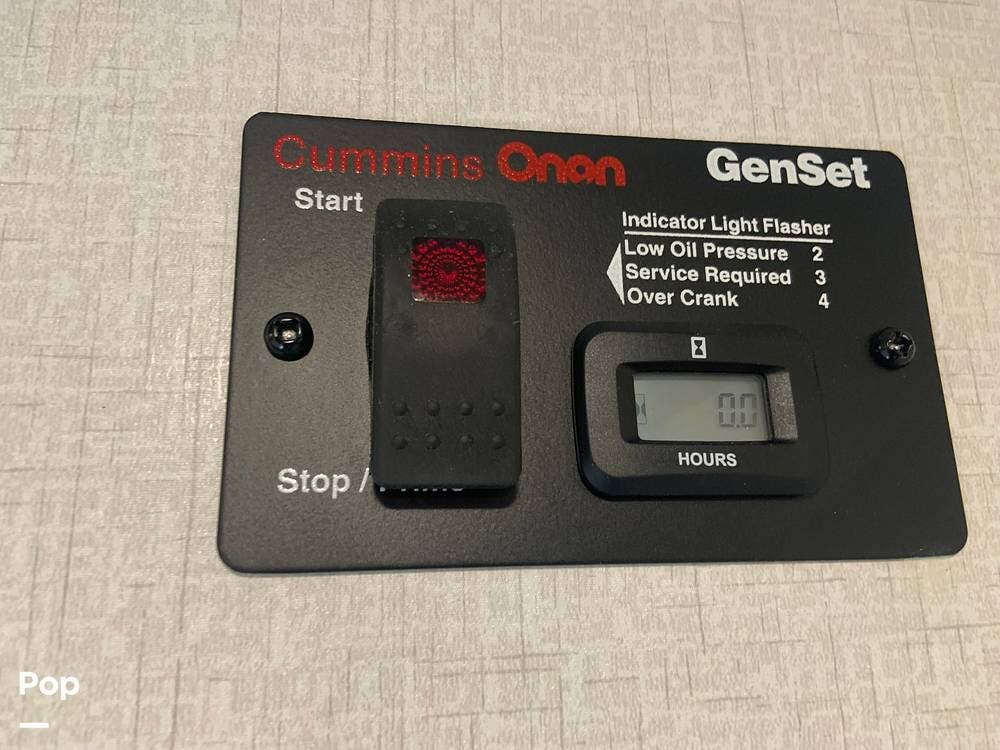 Cummins Onan GenSet
Start
Indicator Light Flasher
Low Oil Pressure 2
Service Required 3
Over Crank 4
0.0
HOURS
Stop /
Pop